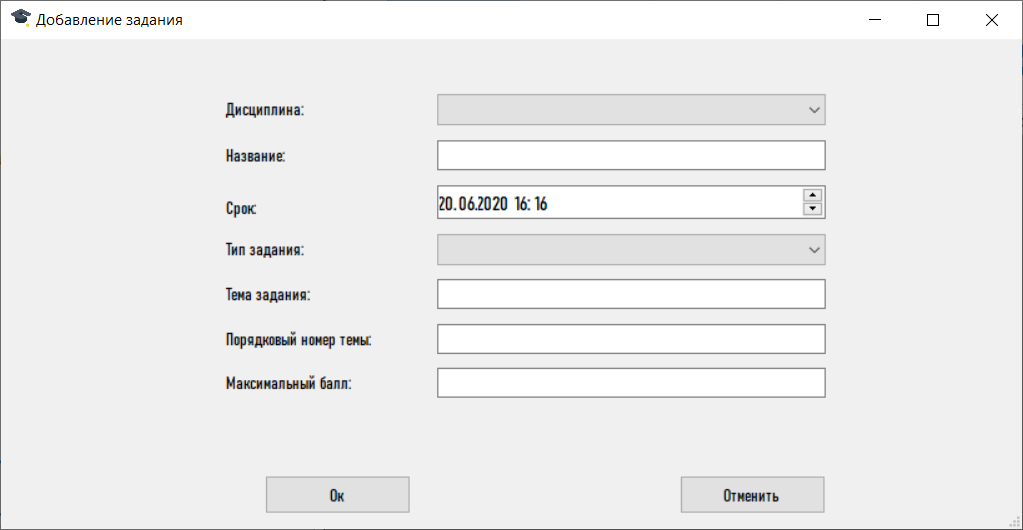 Добавление задания
Дисциплина:
Название:
Срок: 20.06.2020 16:16
Тип задания:
Тема задания:
Порядковый номер темы:
Максимальный балл:
Ок Отменить